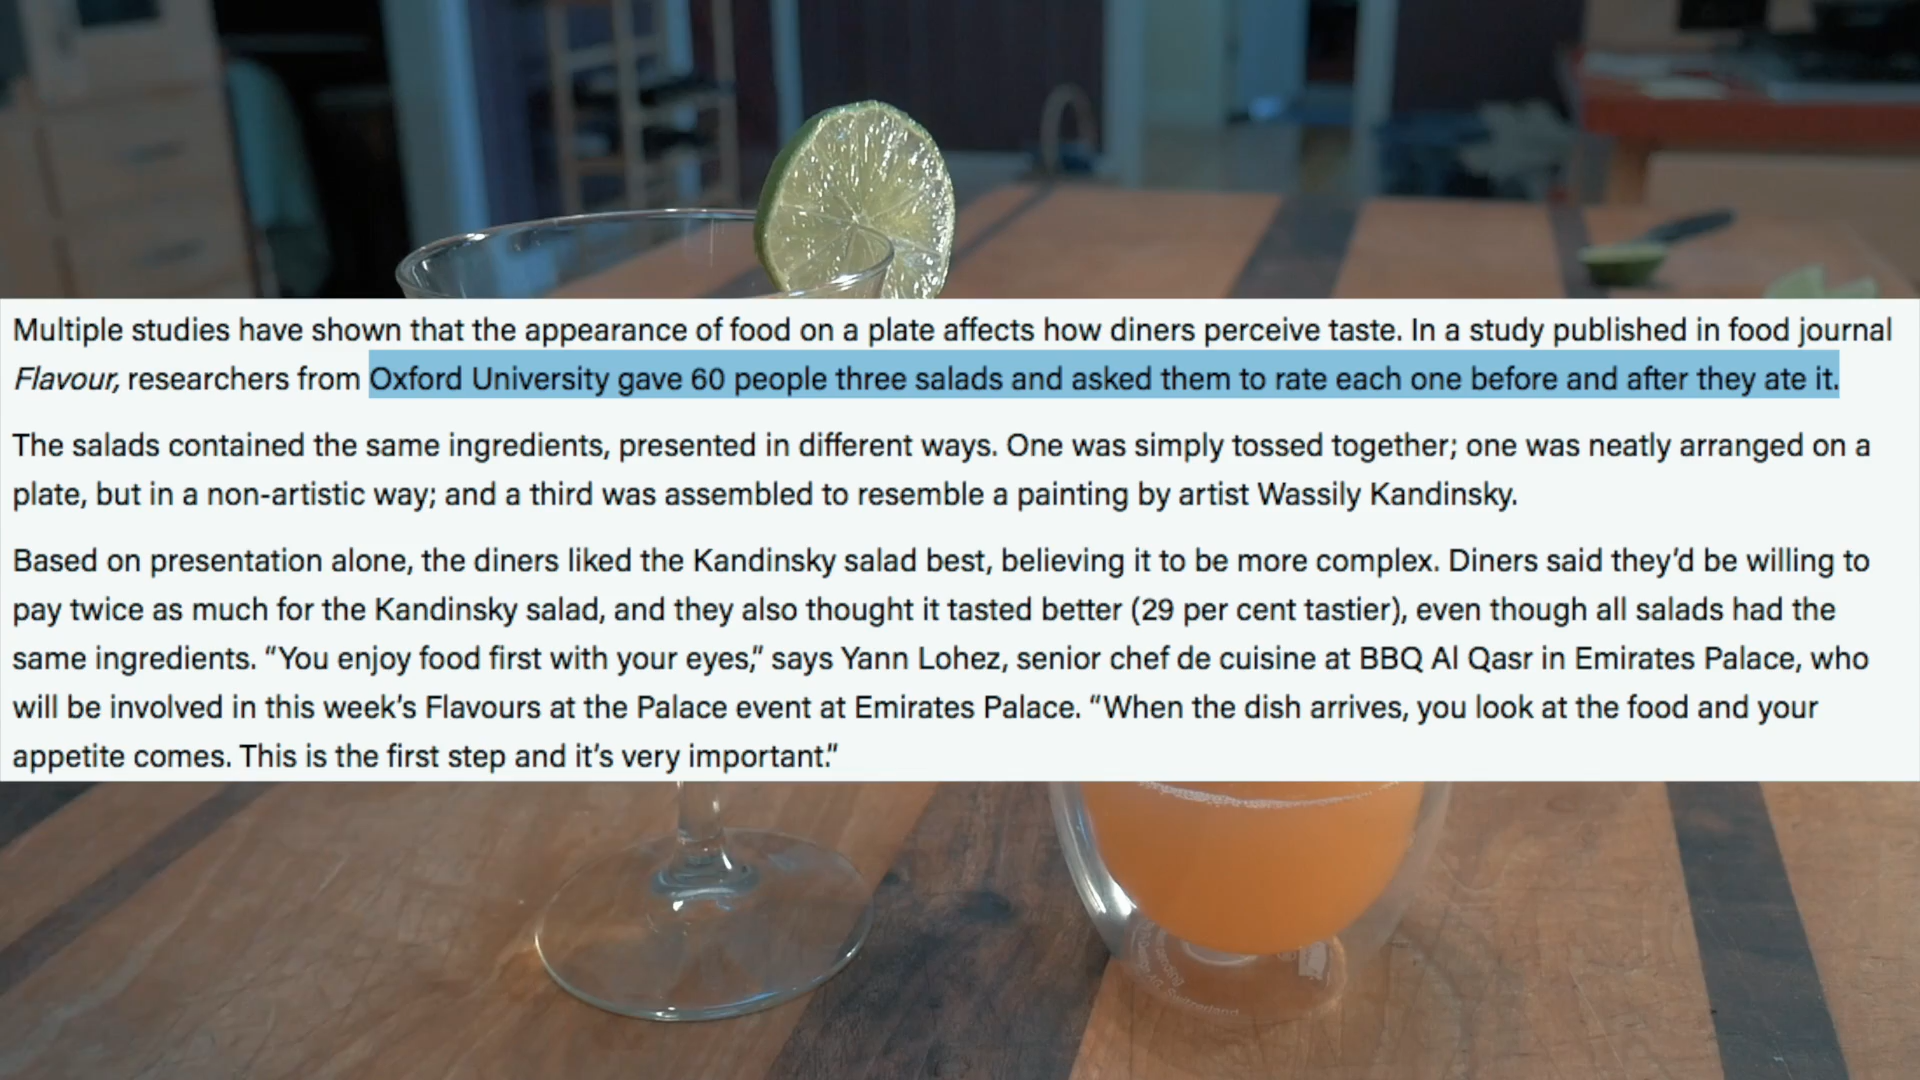 Multiple studies have shown that the appearance of food on a plate affects how diners perceive taste. In a study published in food journal
Flavour, researchers from Oxford University gave 60 people three salads and asked them to rate each one before and after they ate it.
The salads contained the same ingredients, presented in different ways. One was simply tossed together; one was neatly arranged on a
plate, but in a non-artistic way; and a third was assembled to resemble a painting by artist Wassily Kandinsky.
Based on presentation alone, the diners liked the Kandinsky salad best, believing it to be more complex. Diners said they’d be willing to
pay twice as much for the Kandinsky salad, and they also thought it tasted better (29 per cent tastier), even though all salads had the
same ingredients. “You enjoy food first with your eyes,” says Yann Lohez, senior chef de cuisine at BBQ Al Qasr in Emirates Palace, who
will be involved in this week’s Flavours at the Palace event at Emirates Palace. “When the dish arrives, you look at the food and your
appetite comes. This is the first step and it’s very important.”